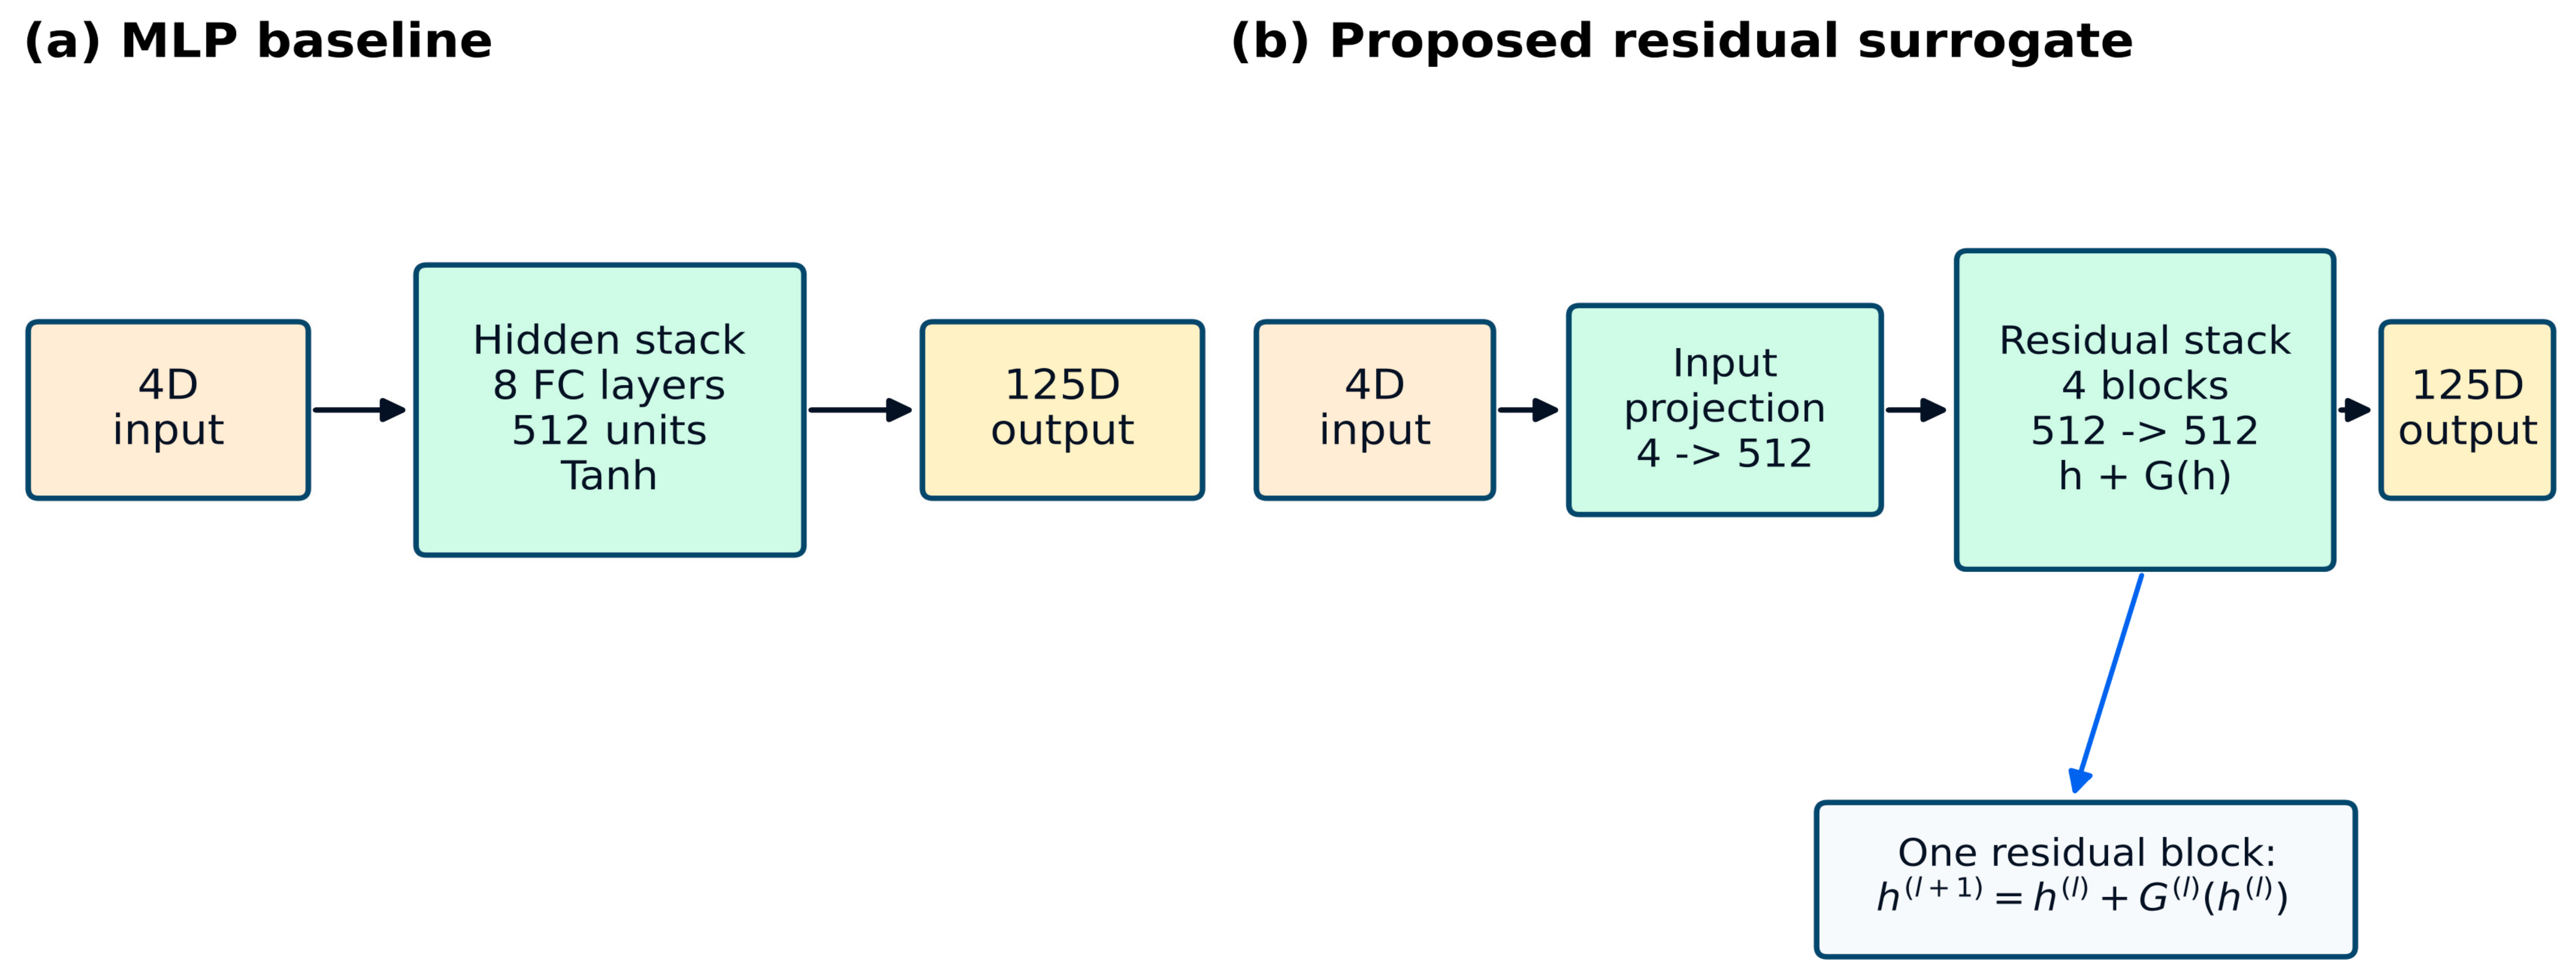 (a) MLP baseline
4D
input
Hidden stack
8 FC layers
512 units
Tanh
125D
output
(b) Proposed residual surrogate
4D
input
Input
projection
4 -> 512
Residual stack
4 blocks
512 -> 512
h + G(h)
125D
output
One residual block:
h^{(l+1)} = h^{(l)} + G^{(l)}(h^{(l)})